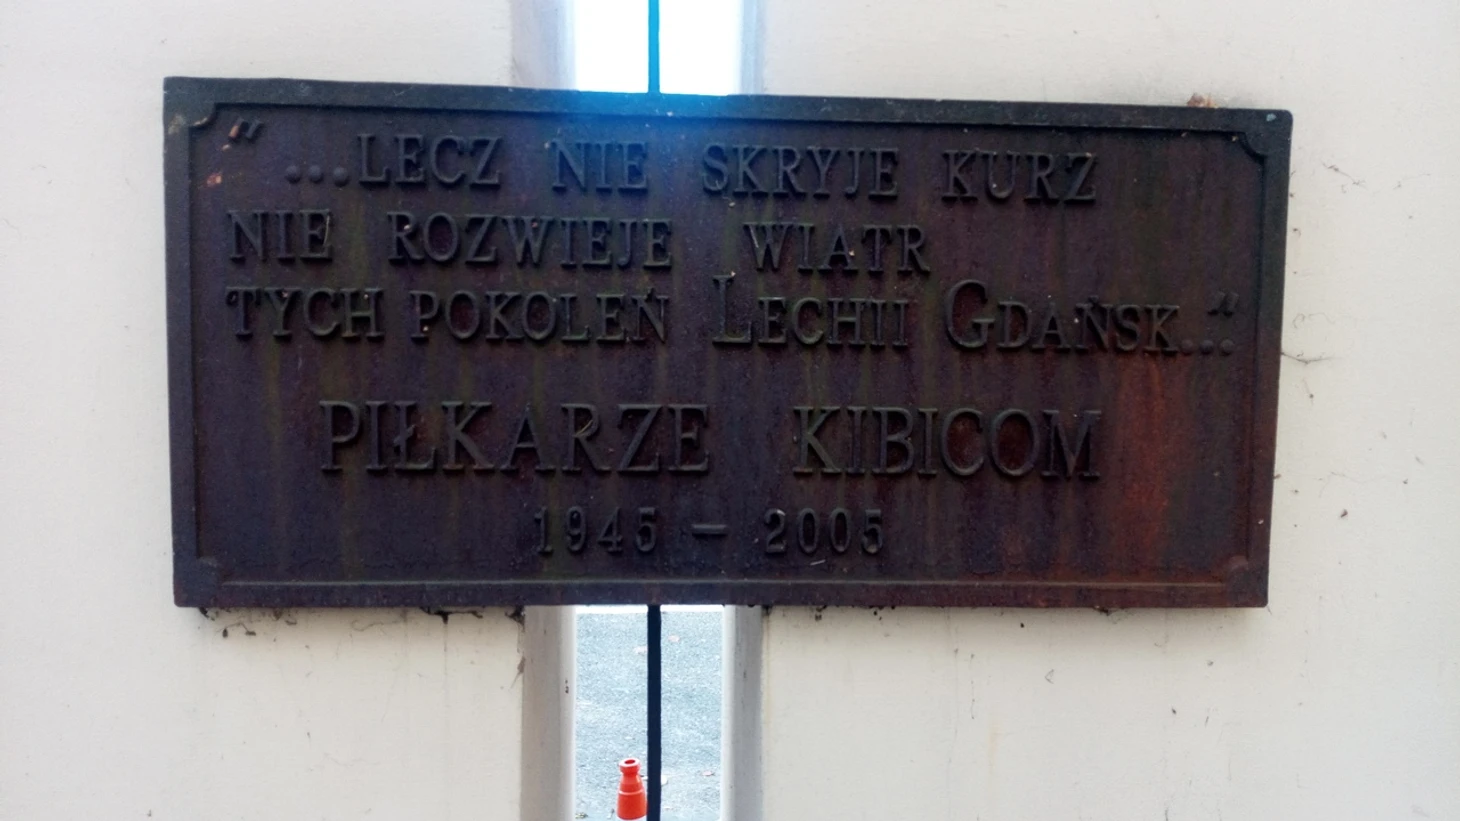 " ...LECZ NIE SKRYJE KURZ
NIE ROZWIEJE WIATR
TYCH POKOLEŃ LECHII GDAŃSK..."
PIŁKARZE KIBICOM
1945 – 2005